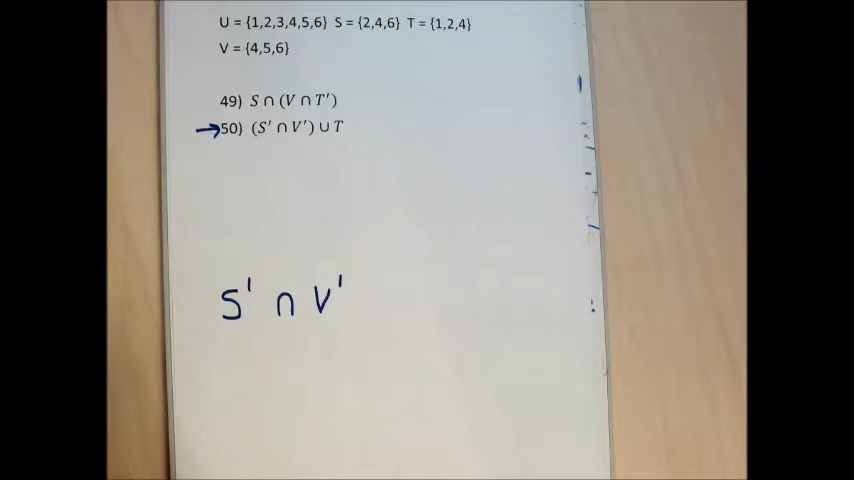 U = {1,2,3,4,5,6} S = {2,4,6} T = {1,2,4}
V = {4,5,6}
49) S ∩ (V ∩ T′)
50) (S′ ∩ V′) ∪ T
S' ∩ V'